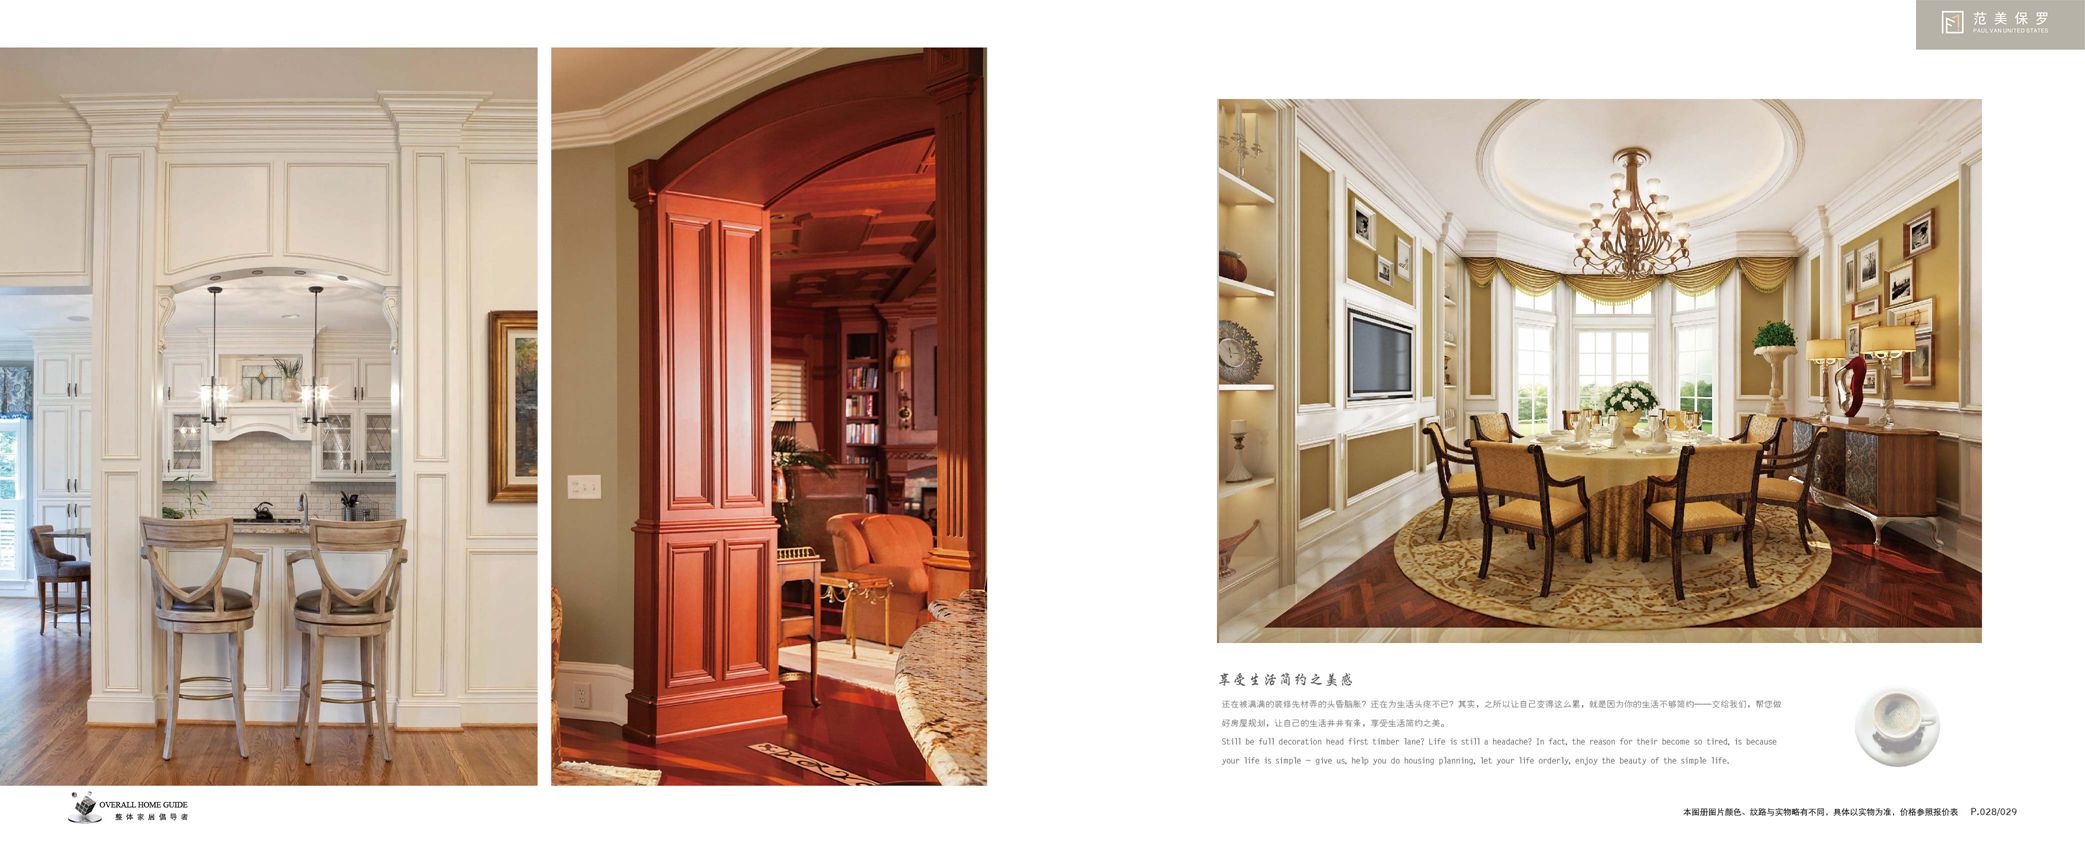 范美保罗
PAUL VAN UNITED STATES
享受生活简约之美感
还在被满满的装修先材弄的头昏脑胀？还在为生活头疼不已？其实，之所以让自己变得这么累，就是因为你的生活不够简约——交给我们，帮您做
好房屋规划，让自己的生活井井有条，享受生活简约之美。
Still be full decoration head first timber lane? Life is still a headache? In fact, the reason for their become so tired, is because
your life is simple — give us, help you do housing planning, let your life orderly, enjoy the beauty of the simple life.
OVERALL HOME GUIDE
整体家居倡导者
本图册图片颜色、纹路与实物略有不同，具体以实物为准，价格参照报价表 P.028/029